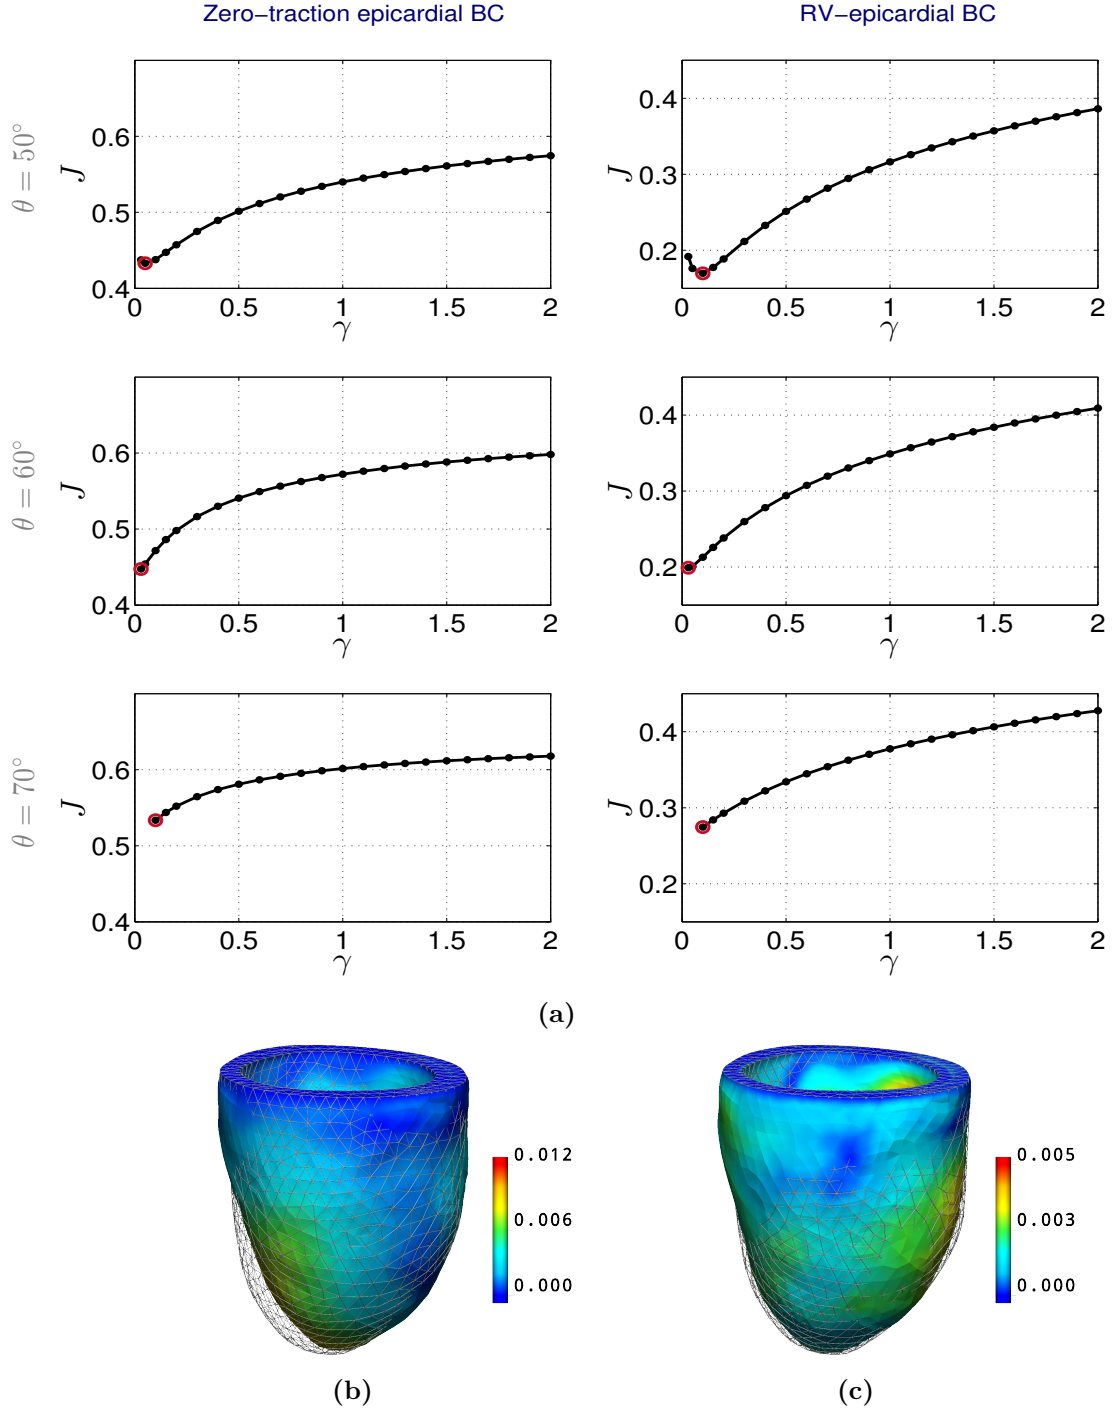 Zero−traction epicardial BC
RV−epicardial BC
θ = 50°
J
0.6
0.5
0.4
0 0.5 1 1.5 2
γ
J
0.4
0.3
0.2
0 0.5 1 1.5 2
γ
θ = 60°
J
0.6
0.5
0.4
0 0.5 1 1.5 2
γ
J
0.4
0.3
0.2
0 0.5 1 1.5 2
γ
θ = 70°
J
0.6
0.5
0.4
0 0.5 1 1.5 2
γ
J
0.4
0.3
0.2
0 0.5 1 1.5 2
γ
(a)
0.012
0.006
0.000
0.005
0.003
0.000
(b)
(c)